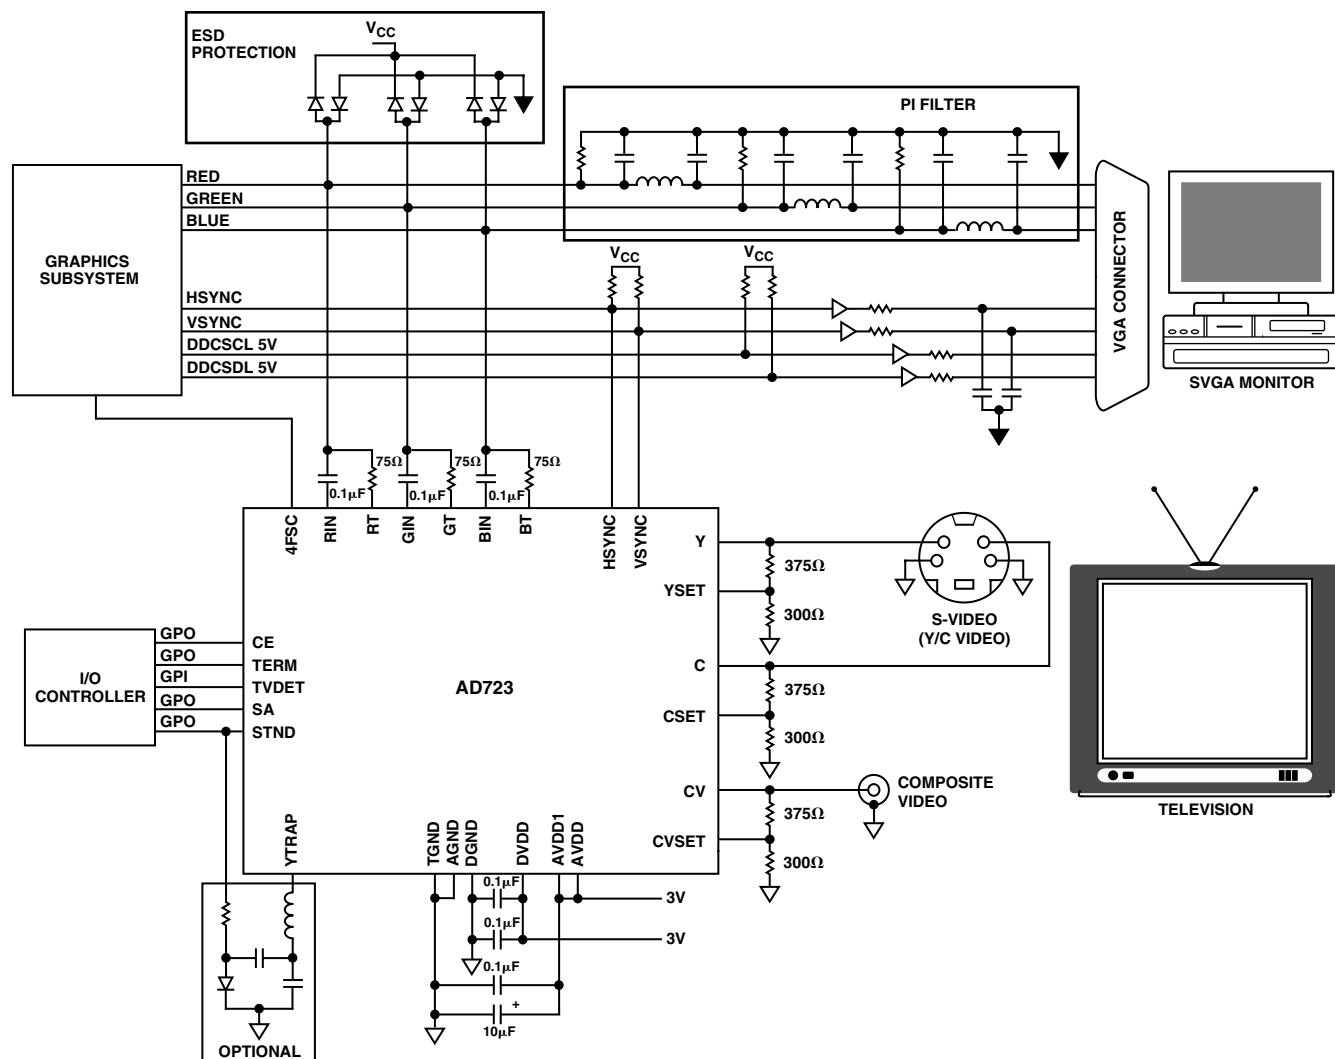 ESD
PROTECTION
VCC
PI FILTER
GRAPHICS
SUBSYSTEM
RED
GREEN
BLUE
HSYNC
VSYNC
DDCSCL 5V
DDCSDL 5V
VCC
VCC
VGA CONNECTOR
SVGA MONITOR
75Ω
75Ω
75Ω
0.1μF
0.1μF
0.1μF
4FSC
RIN
RT
GIN
GT
BIN
BT
HSYNC
VSYNC
I/O
CONTROLLER
GPO
GPO
GPI
GPO
GPO
CE
TERM
TVDET
SA
STND
AD723
Y
YSET
C
CSET
CV
CVSET
375Ω
300Ω
375Ω
300Ω
375Ω
300Ω
S-VIDEO
(Y/C VIDEO)
COMPOSITE
VIDEO
TELEVISION
YTRAP
TGND
AGND
DGND
DVDD
AVDD1
AVDD
0.1μF
3V
0.1μF
3V
0.1μF
+
10μF
OPTIONAL